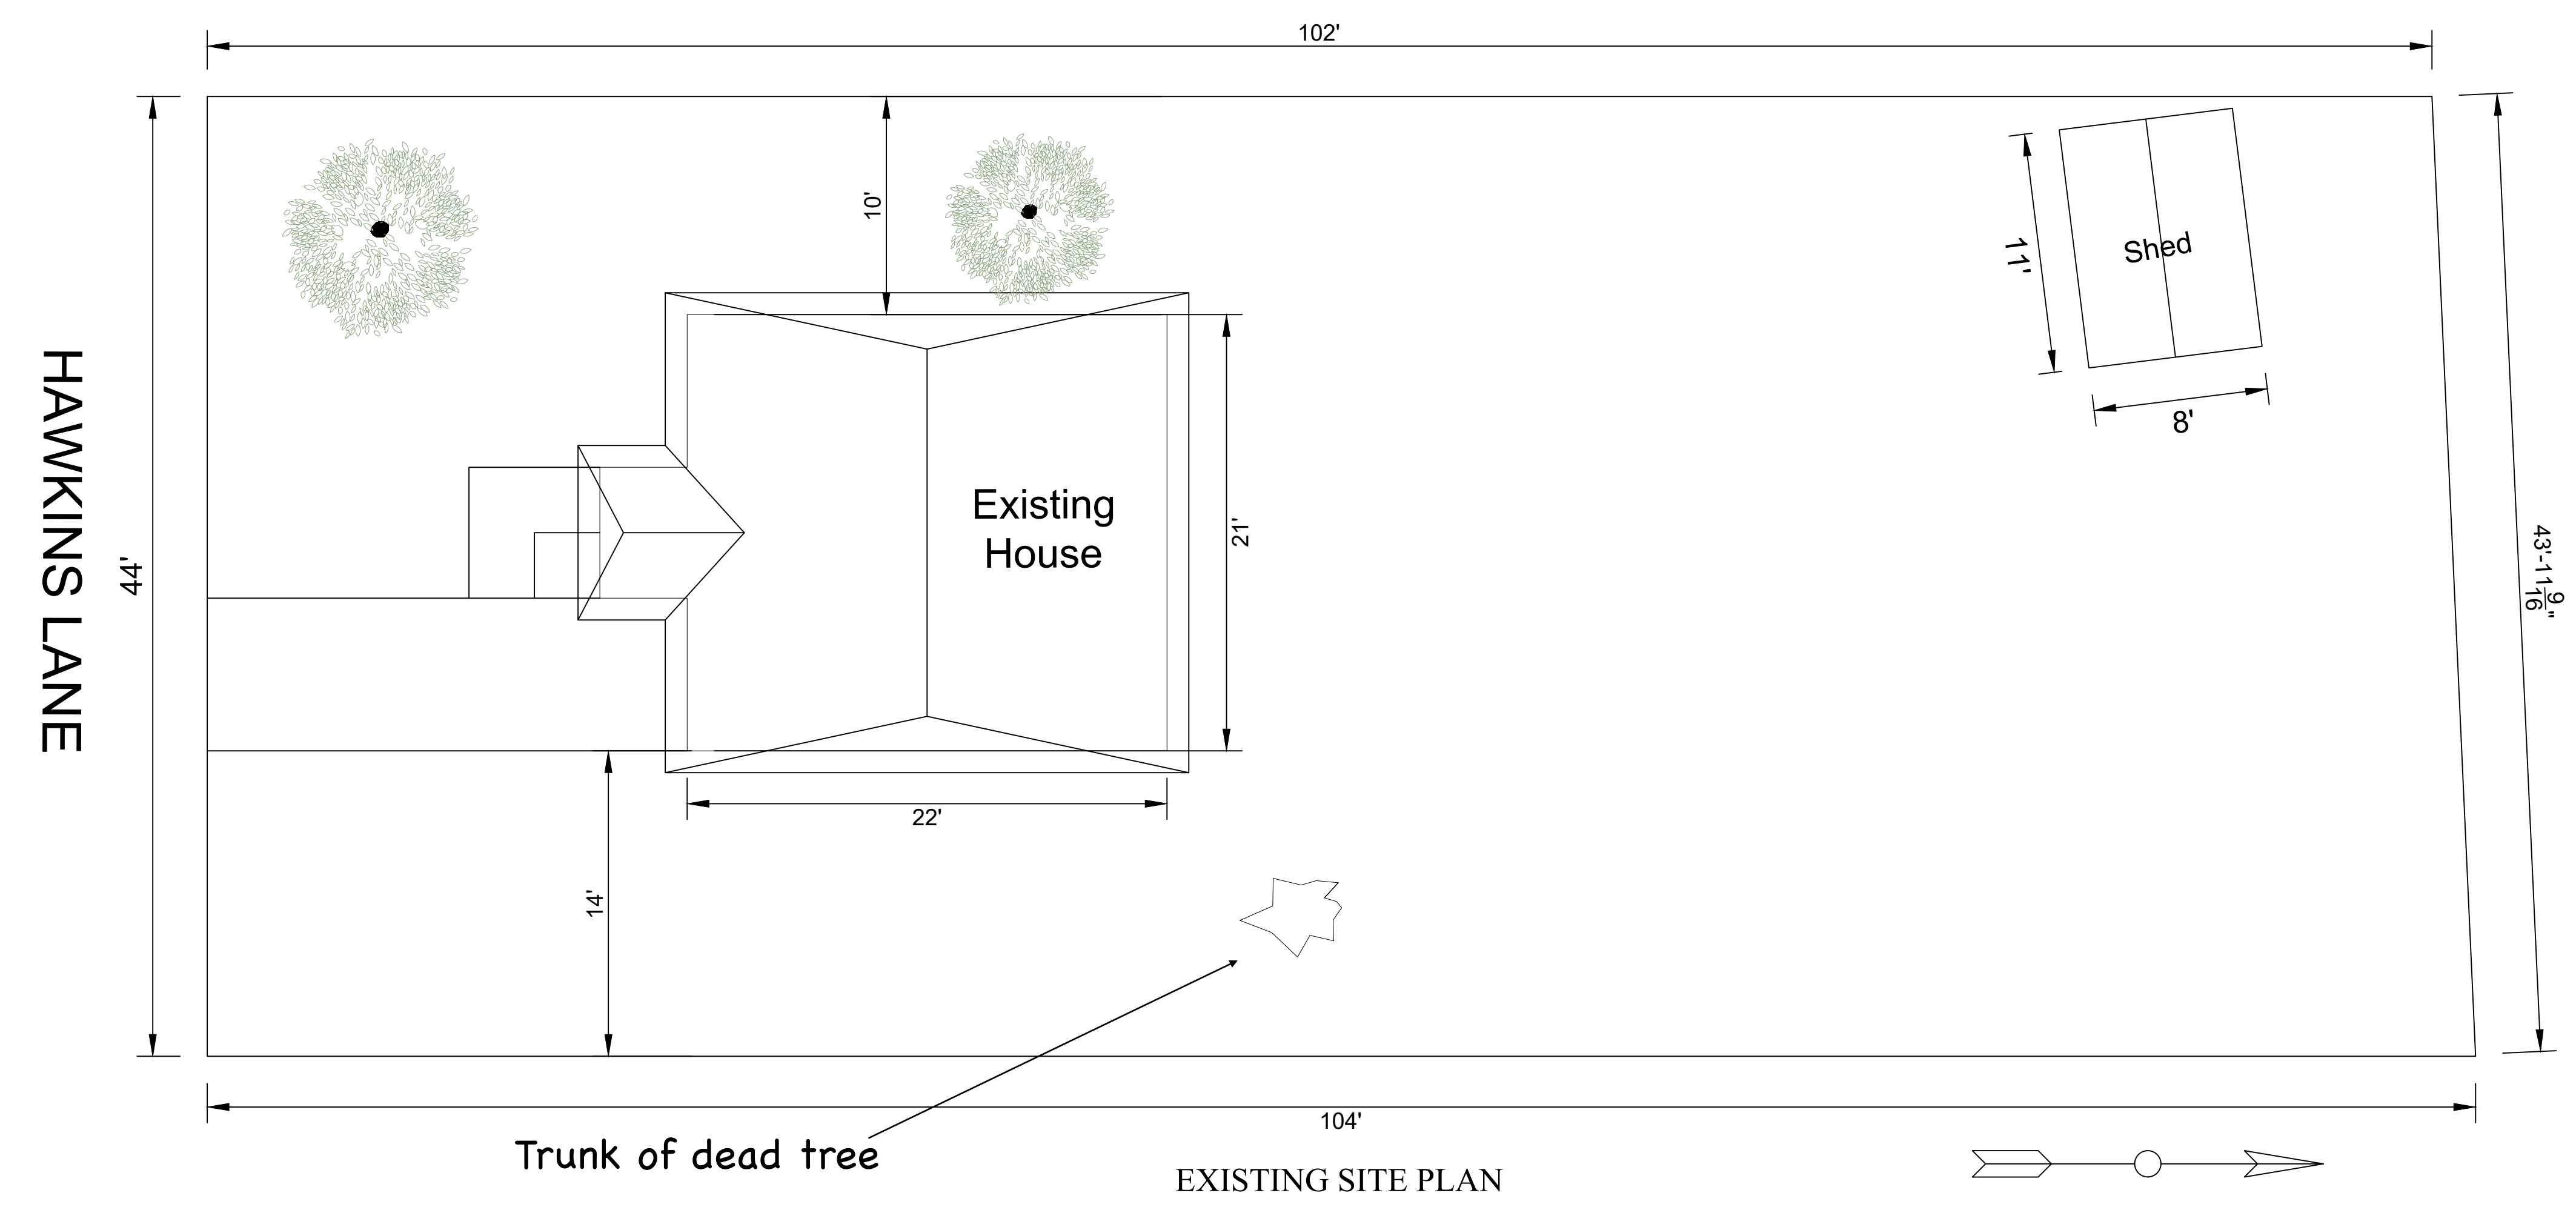 102'
10'
Shed
11'
8'
HAWKINS LANE
44'
Existing
House
21'
43'-11 9/16"
22'
14'
104'
Trunk of dead tree
EXISTING SITE PLAN